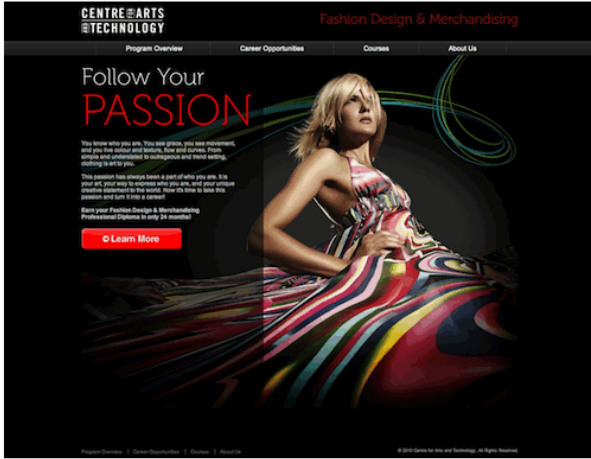 CENTRE FOR ARTS
AND TECHNOLOGY
Fashion Design & Merchandising
Program Overview
Career Opportunities
Courses
About Us
Follow Your
PASSION
You know who you are. You see grace, you see movement,
and you live colour and texture, flow and curves. From
simple and understated to outrageous and trend setting,
clothing is art to you.
This passion has always been a part of who you are. It is
your art, your way to express who you are, and your unique
creative statement to the world. Now it's time to take this
passion and turn it into a career!
Earn your Fashion Design & Merchandising
Professional Diploma in only 24 months!
Learn More
Program Overview | Career Opportunities | Courses | About Us
© 2010 Centre for Arts and Technology. All Rights Reserved.